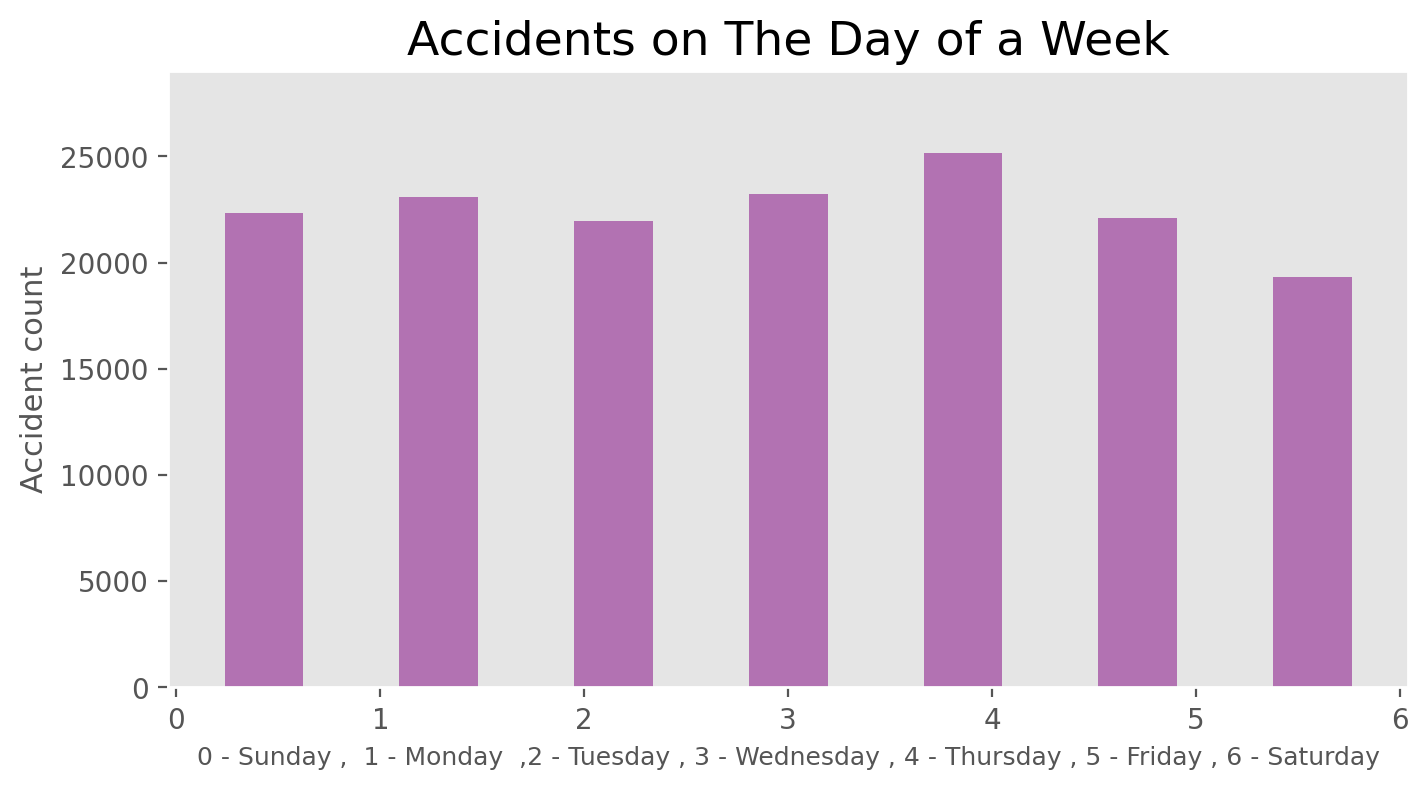 Accidents on The Day of a Week
Accident count
25000
20000
15000
10000
5000
0
0 1 2 3 4 5 6
0 - Sunday ,  1 - Monday  ,2 - Tuesday , 3 - Wednesday , 4 - Thursday , 5 - Friday , 6 - Saturday